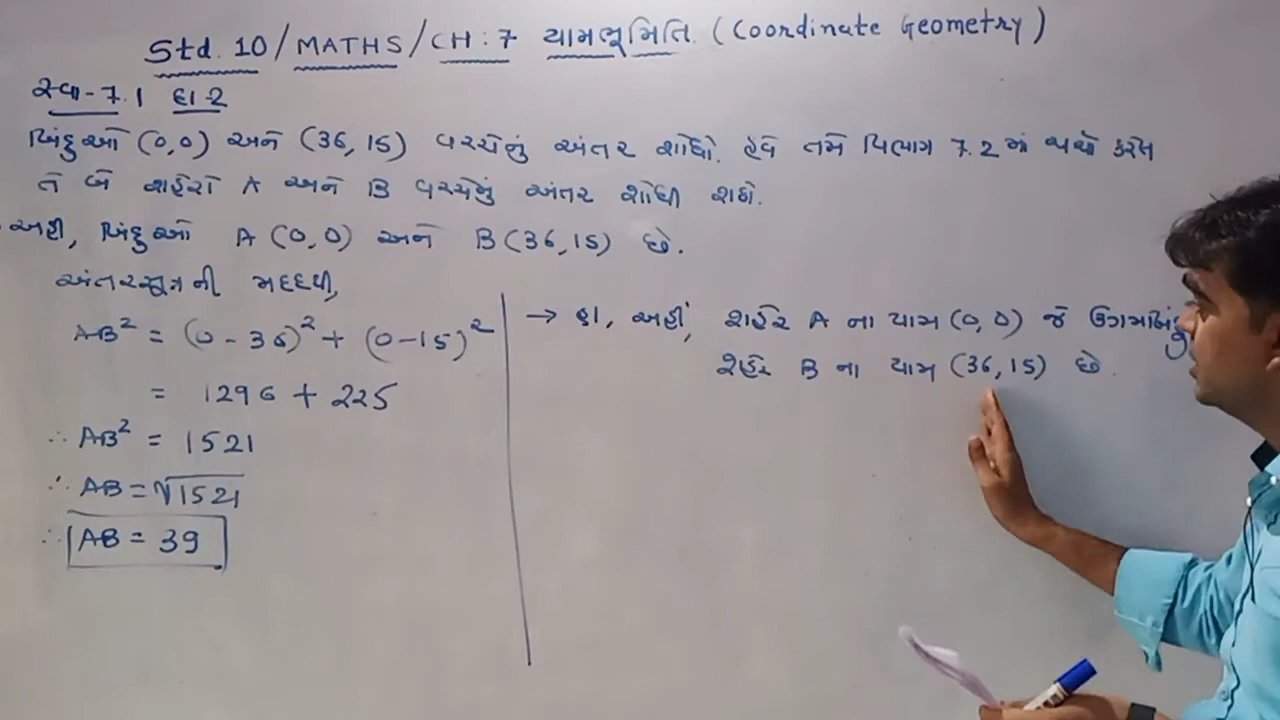 Std. 10/MATHS/CH:7 યામભૂમિતિ. (Coordinate Geometry)
સ્વા-7.1 દા-2
બિંદુઓ (0,0) અને (36,15) વચ્ચેનું અંતર શોધો. હવે તમે વિભાગ 7.2માં ચર્ચા કરેલ
તે બે શહેરો A અને B વચ્ચેનું અંતર શોધી શકો.
અહીં, બિંદુઓ A (0,0) અને B(36,15) છે.
અંતરસૂત્રની મદદથી,
AB² = (0-36)² + (0-15)²
= 1296 + 225
∴ AB² = 1521
∴ AB = √1521
∴ AB = 39
→ હા, અહીં, શહેર A ના યામ (0,0) જે ઉગમબિંદુ
શહેર B ના યામ (36,15) છે.